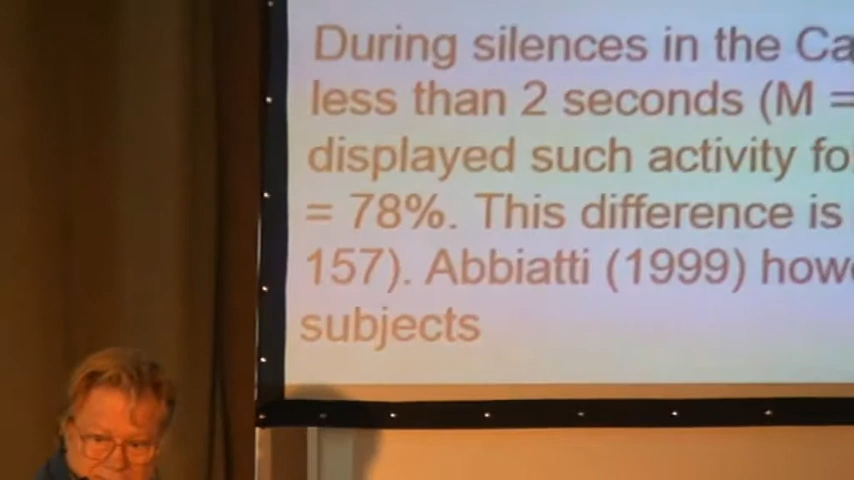 During silences in the Ca
less than 2 seconds (M =
displayed such activity fo
= 78%. This difference is
157). Abbiatti (1999) howe
subjects